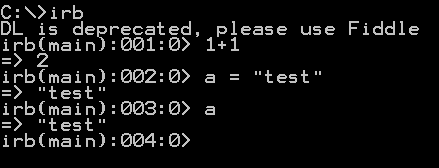 C:\>irb
DL is deprecated, please use Fiddle
irb(main):001:0> 1+1
=> 2
irb(main):002:0> a = "test"
=> "test"
irb(main):003:0> a
=> "test"
irb(main):004:0>